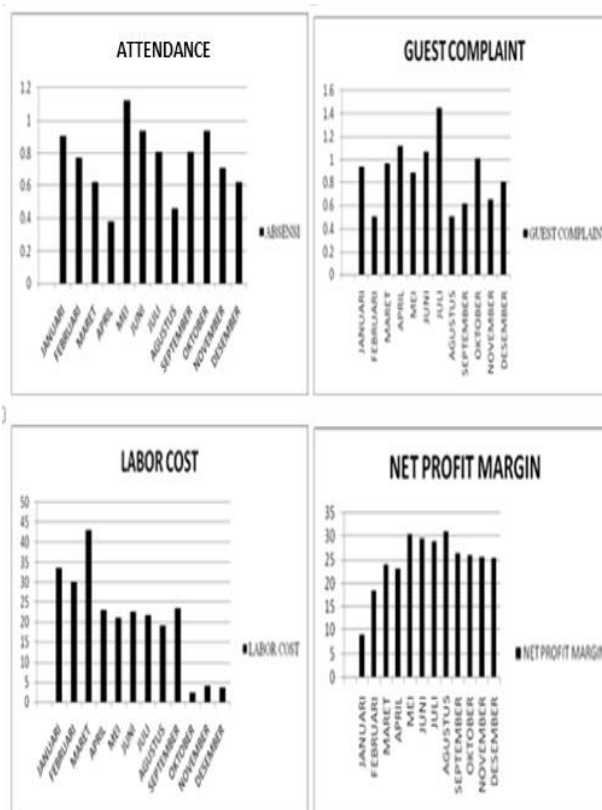 ATTENDANCE
1.2
1
0.8
0.6
0.4
0.2
0
ABSENSI
JANUARI
FEBRUARI
MARET
APRIL
MEI
JUNI
JULI
AGUSTUS
SEPTEMBER
OKTOBER
NOVEMBER
DESEMBER
GUEST COMPLAINT
1.6
1.4
1.2
1
0.8
0.6
0.4
0.2
0
GUEST COMPLAINT
JANUARI
FEBRUARI
MARET
APRIL
MEI
JUNI
JULI
AGUSTUS
SEPTEMBER
OKTOBER
NOVEMBER
DESEMBER
LABOR COST
50
45
40
35
30
25
20
15
10
5
0
LABOR COST
JANUARI
FEBRUARI
MARET
APRIL
MEI
JUNI
JULI
AGUSTUS
SEPTEMBER
OKTOBER
NOVEMBER
DESEMBER
NET PROFIT MARGIN
35
30
25
20
15
10
5
0
NET PROFIT MARGIN
JANUARI
FEBRUARI
MARET
APRIL
MEI
JUNI
JULI
AGUSTUS
SEPTEMBER
OKTOBER
NOVEMBER
DESEMBER